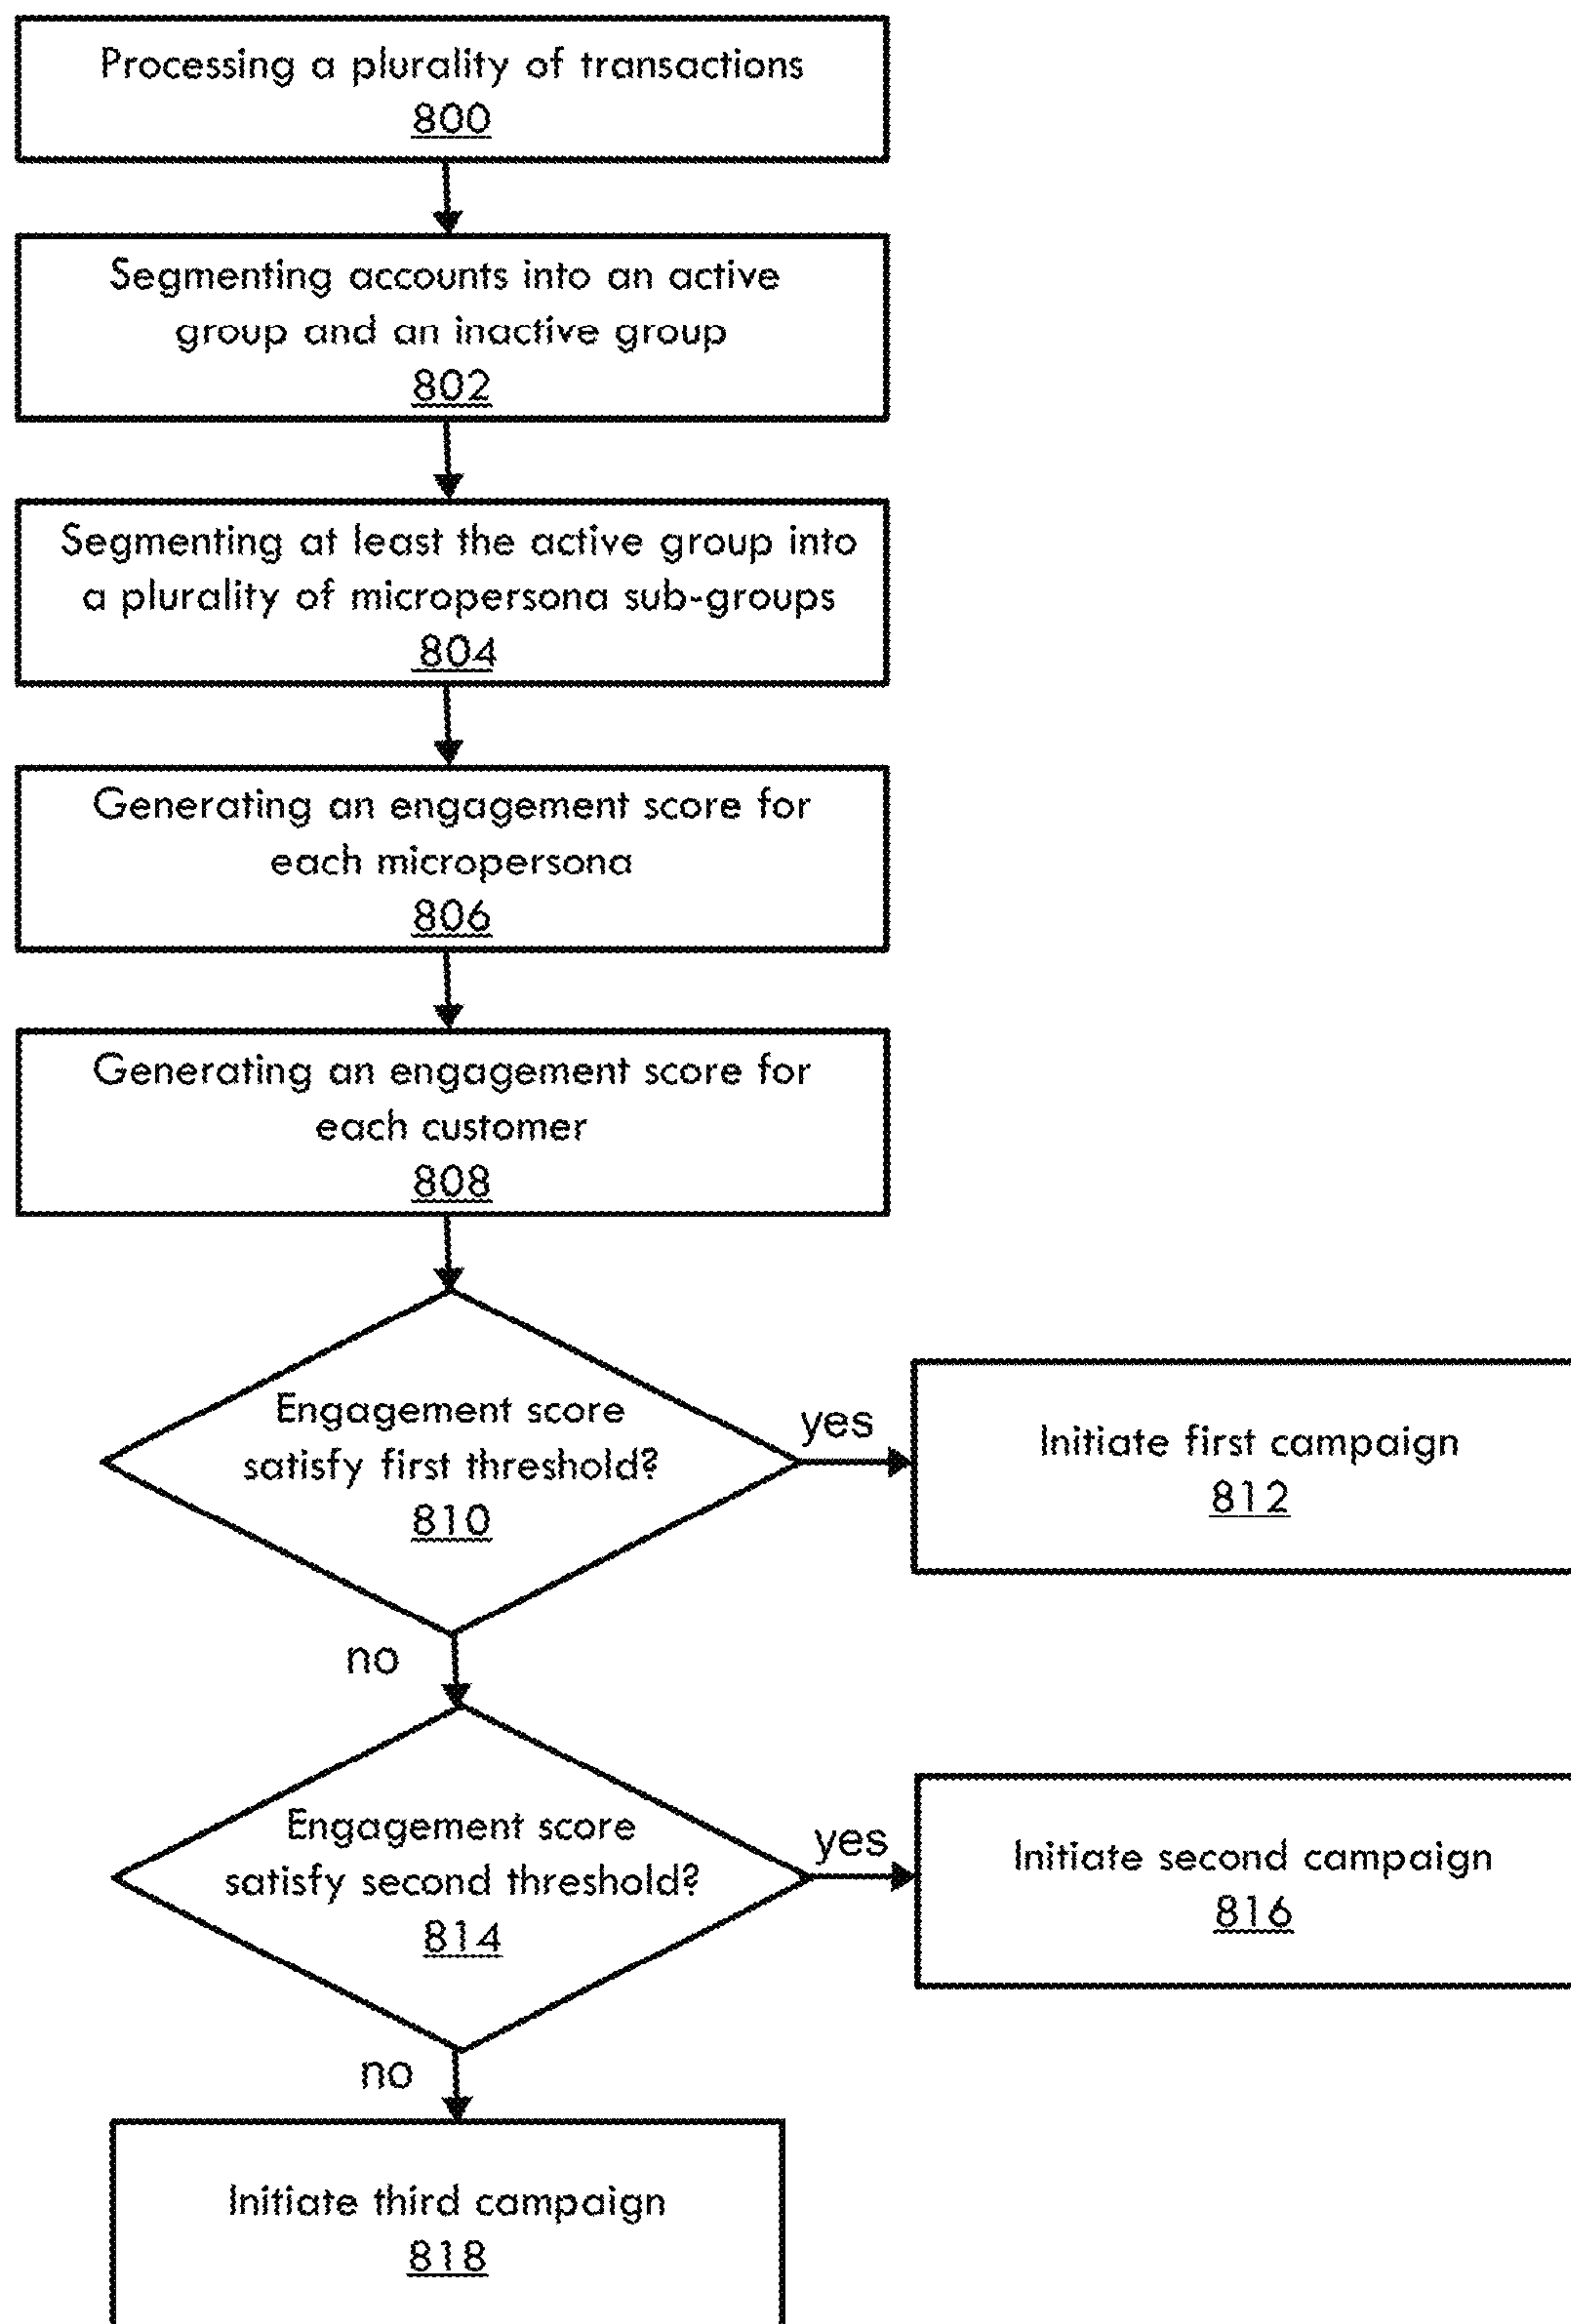 Processing a plurality of transactions
800
Segmenting accounts into an active
group and an inactive group
802
Segmenting at least the active group into
a plurality of micropersona sub-groups
804
Generating an engagement score for
each micropersona
806
Generating an engagement score for
each customer
808
Engagement score
satisfy first threshold?
810
yes
Initiate first campaign
812
no
Engagement score
satisfy second threshold?
814
yes
Initiate second campaign
816
no
Initiate third campaign
818